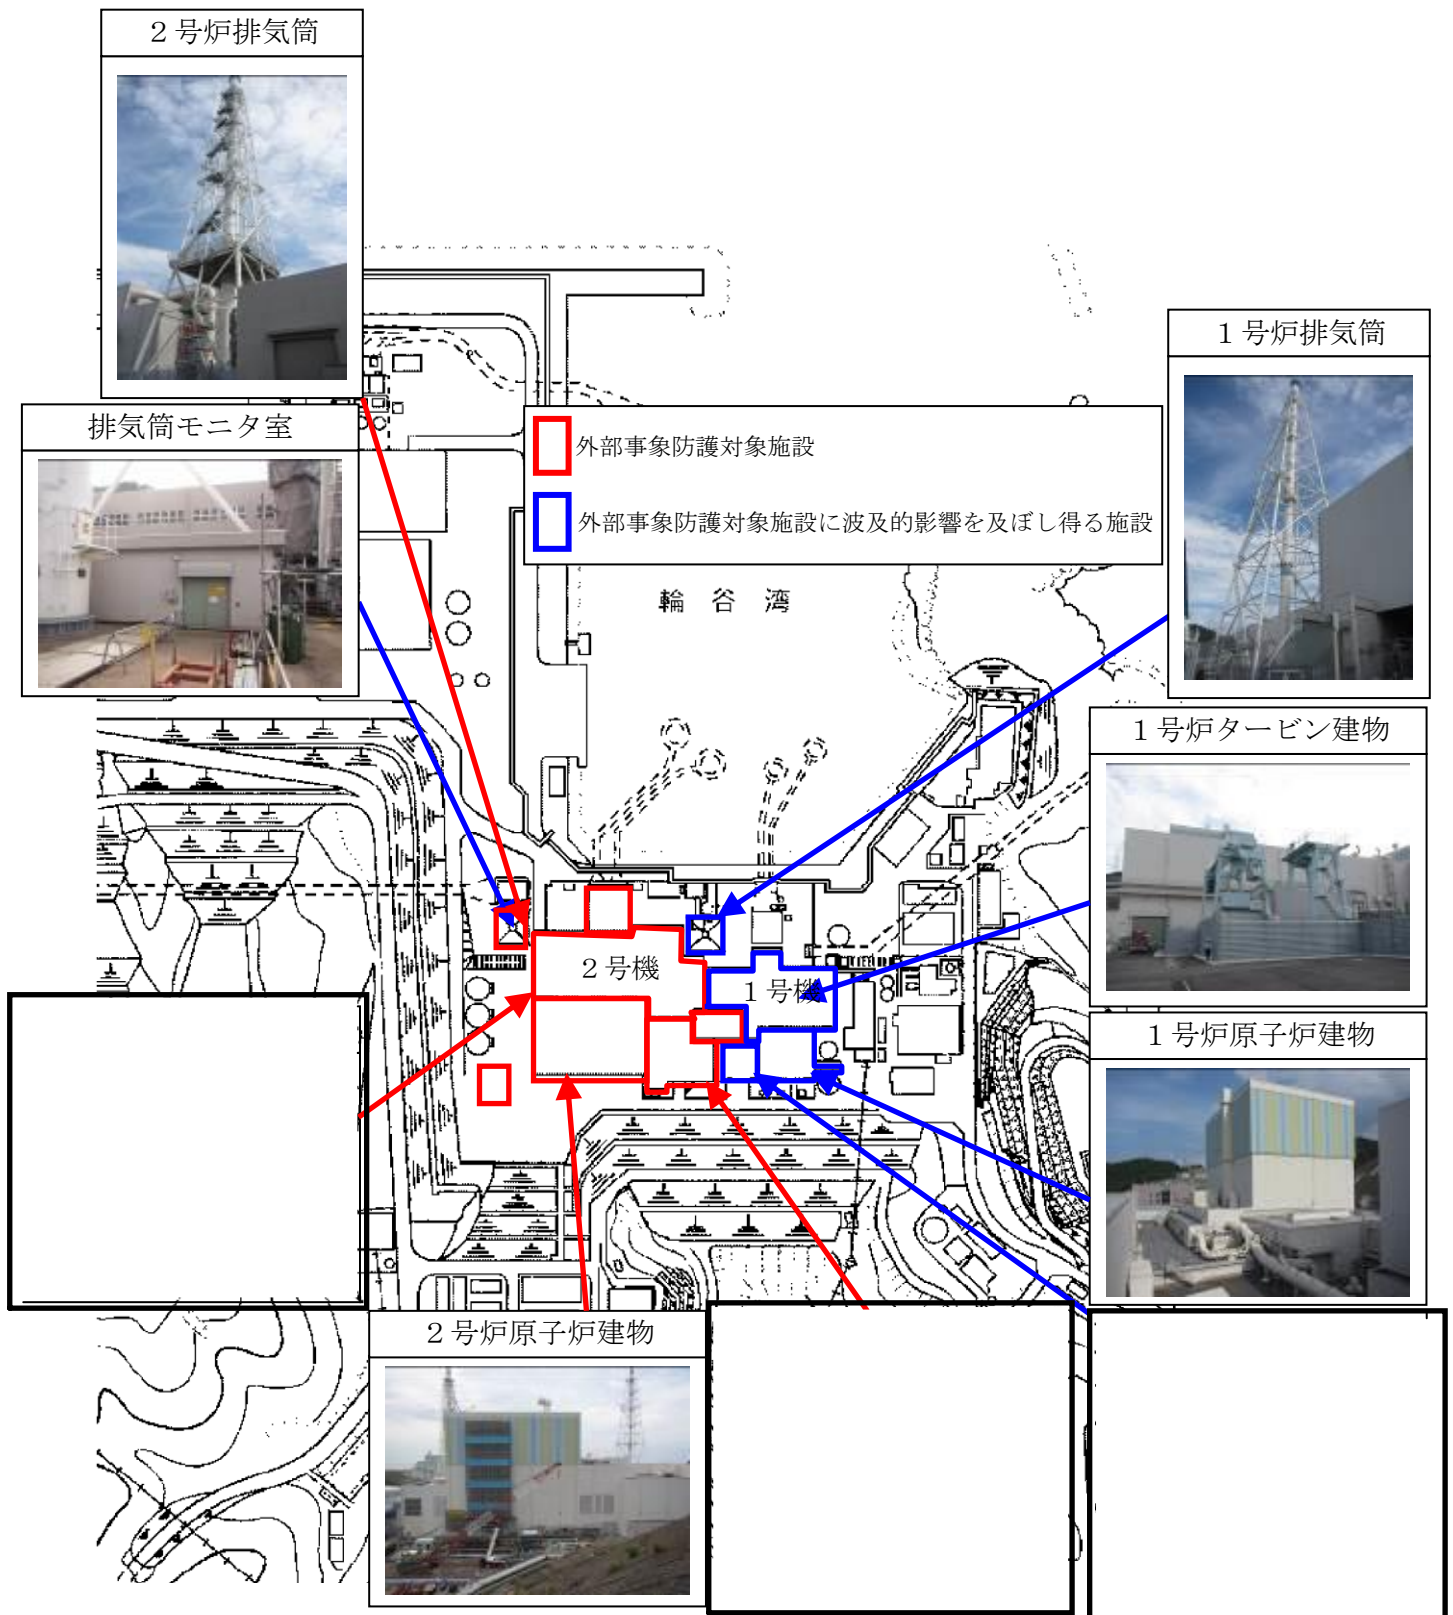 ２号炉排気筒
１号炉排気筒
排気筒モニタ室
外部事象防護対象施設
外部事象防護対象施設に波及的影響を及ぼし得る施設
輪谷湾
１号炉タービン建物
２号機
１号機
１号炉原子炉建物
２号炉原子炉建物